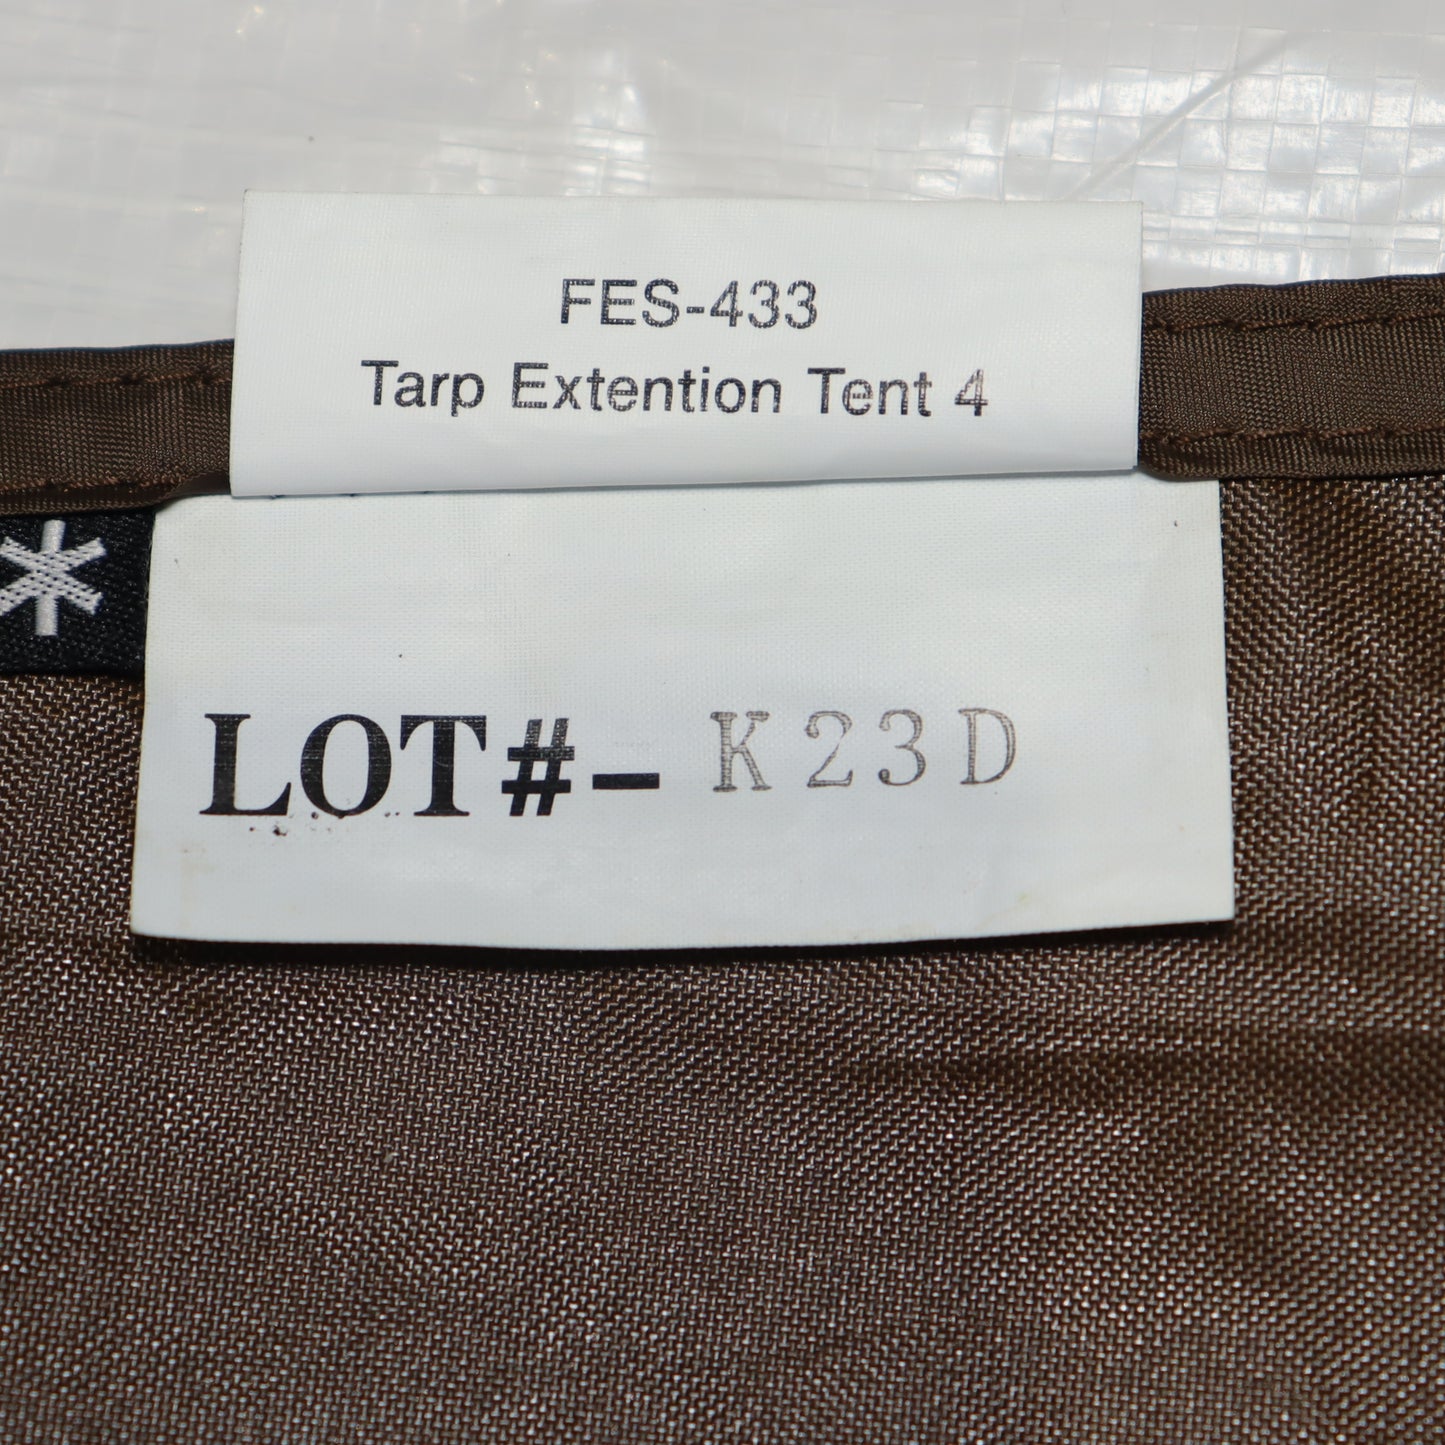 FES-433
Tarp Extention Tent 4
LOT#- K23D